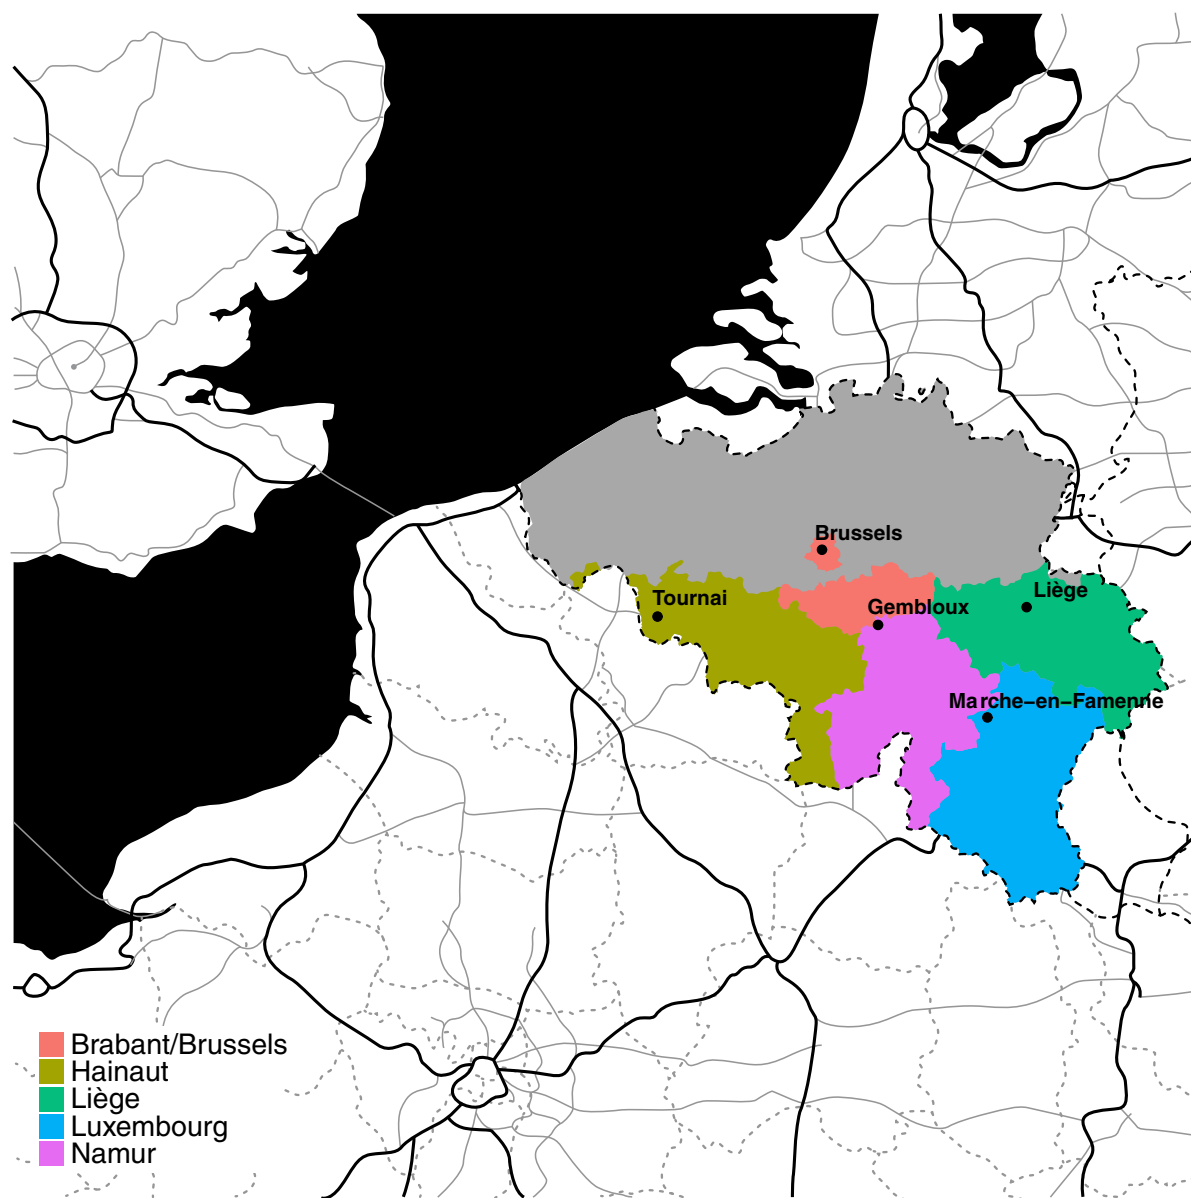 Brussels
Tournai
Liège
Gembloux
Marche–en–Famenne
Brabant/Brussels
Hainaut
Liège
Luxembourg
Namur